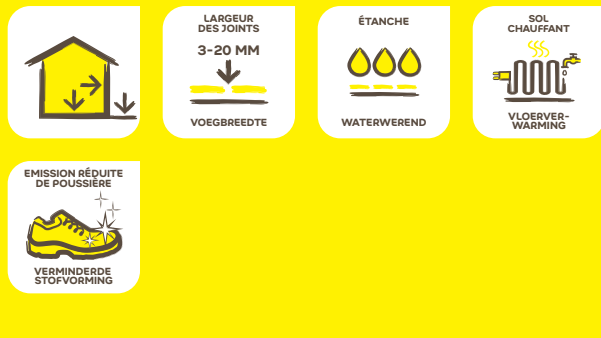 LARGEUR
DES JOINTS
3-20 MM
VOEGBREEDTE
ÉTANCHE
WATERWEREND
SOL
CHAUFFANT
VLOERVER-
WARMING
EMISSION RÉDUITE
DE POUSSIÈRE
VERMINDERDE
STOFVORMING